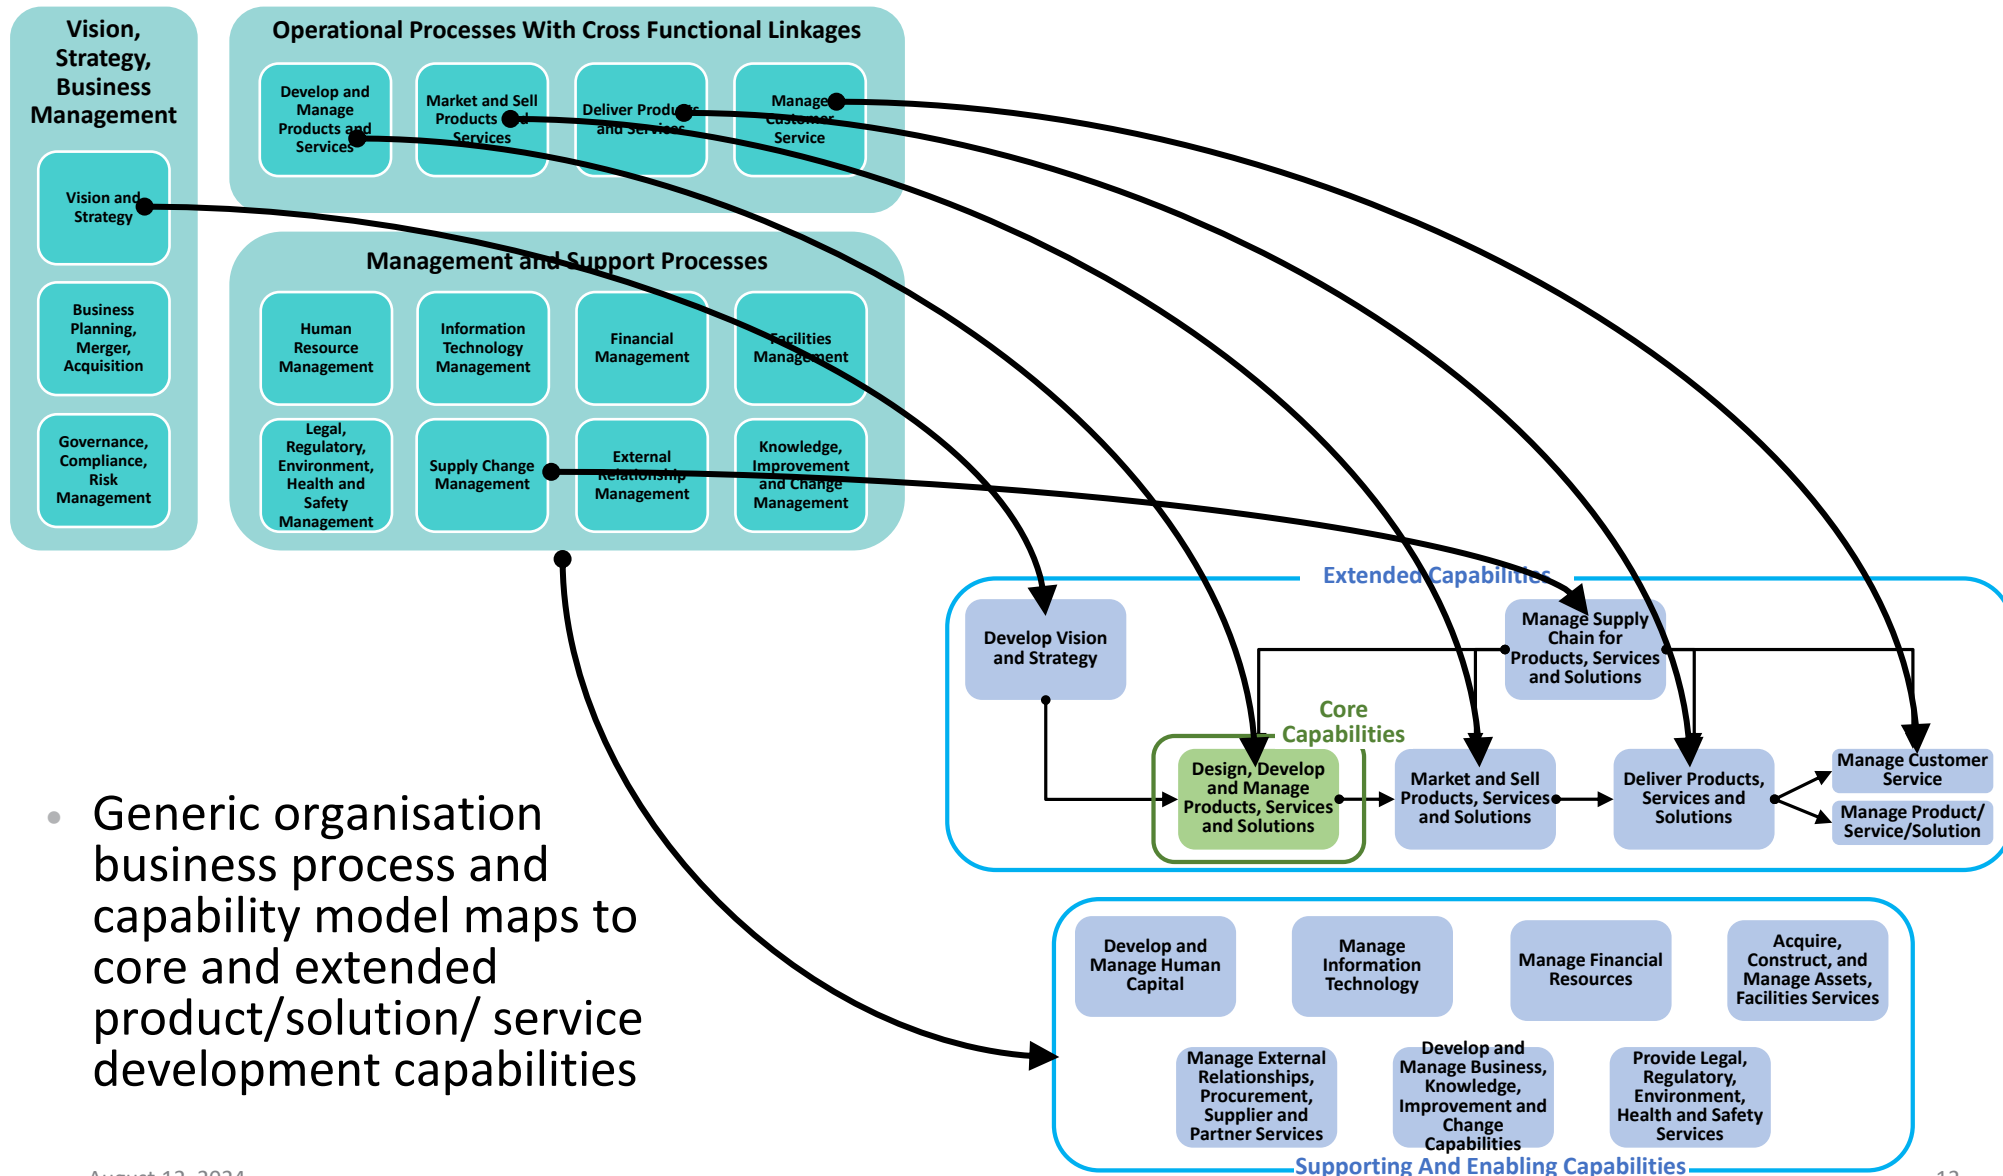 Vision,
Strategy,
Business
Management
Vision and
Strategy
Business
Planning,
Merger,
Acquisition
Governance,
Compliance,
Risk
Management
Operational Processes With Cross Functional Linkages
Develop and
Manage
Products and
Services
Market and Sell
Products and
Services
Deliver Products
and Services
Manage
Customer
Service
Management and Support Processes
Human
Resource
Management
Information
Technology
Management
Financial
Management
Facilities
Management
Legal,
Regulatory,
Environment,
Health and
Safety
Management
Supply Change
Management
External
Relationship
Management
Knowledge,
Improvement
and Change
Management
Extended Capabilities
Develop Vision
and Strategy
Manage Supply
Chain for
Products, Services
and Solutions
Core
Capabilities
Design, Develop
and Manage
Products, Services
and Solutions
Market and Sell
Products, Services
and Solutions
Deliver Products,
Services and
Solutions
Manage Customer
Service
Manage Product/
Service/Solution
• Generic organisation
business process and
capability model maps to
core and extended
product/solution/ service
development capabilities
Develop and
Manage Human
Capital
Manage
Information
Technology
Manage Financial
Resources
Acquire,
Construct, and
Manage Assets,
Facilities Services
Manage External
Relationships,
Procurement,
Supplier and
Partner Services
Develop and
Manage Business,
Knowledge,
Improvement and
Change
Capabilities
Provide Legal,
Regulatory,
Environment,
Health and Safety
Services
Supporting And Enabling Capabilities
August 12, 2024